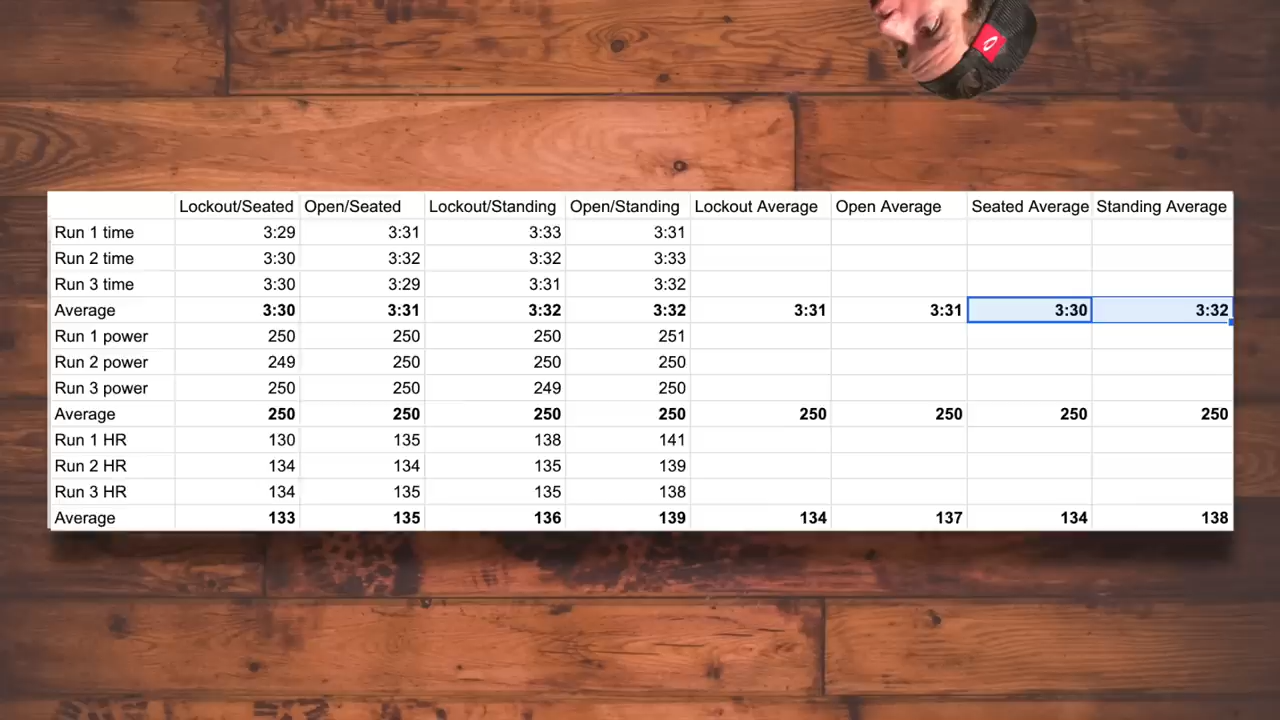 Lockout/Seated Open/Seated Lockout/Standing Open/Standing Lockout Average Open Average Seated Average Standing Average
Run 1 time 3:29 3:31 3:33 3:31
Run 2 time 3:30 3:32 3:32 3:33
Run 3 time 3:30 3:29 3:31 3:32
Average 3:30 3:31 3:32 3:32 3:31 3:31 3:30 3:32
Run 1 power 250 250 250 251
Run 2 power 249 250 250 250
Run 3 power 250 250 249 250
Average 250 250 250 250 250 250 250 250
Run 1 HR 130 135 138 141
Run 2 HR 134 134 135 139
Run 3 HR 134 135 135 138
Average 133 135 136 139 134 137 134 138